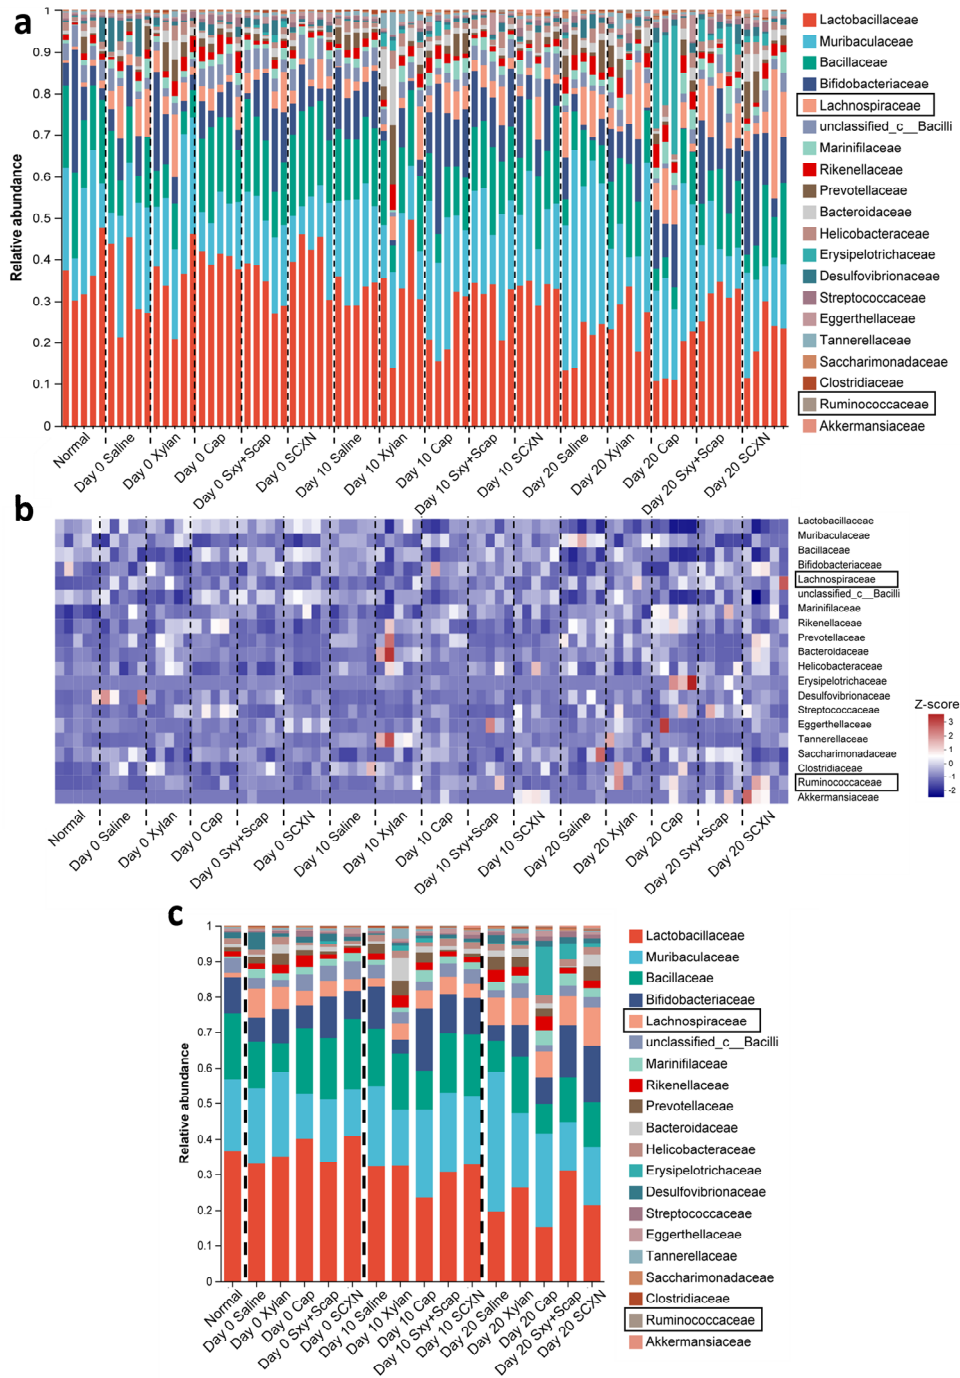 a
1
0.9
0.8
0.7
0.6
0.5
0.4
0.3
0.2
0.1
0
Relative abundance
Normal
Day 0 Saline
Day 0 Xylan
Day 0 Cap
Day 0 Sxy+Scap
Day 0 SCXN
Day 10 Saline
Day 10 Xylan
Day 10 Cap
Day 10 Sxy+Scap
Day 10 SCXN
Day 20 Saline
Day 20 Xylan
Day 20 Cap
Day 20 Sxy+Scap
Day 20 SCXN
Lactobacillaceae
Muribaculaceae
Bacillaceae
Bifidobacteriaceae
Lachnospiraceae
unclassified_c__Bacilli
Marinifilaceae
Rikenellaceae
Prevotellaceae
Bacteroidaceae
Helicobacteraceae
Erysipelotrichaceae
Desulfovibrionaceae
Streptococcaceae
Eggerthellaceae
Tannerellaceae
Saccharimonadaceae
Clostridiaceae
Ruminococcaceae
Akkermansiaceae
b
Lactobacillaceae
Muribaculaceae
Bacillaceae
Bifidobacteriaceae
Lachnospiraceae
unclassified_c__Bacilli
Marinifilaceae
Rikenellaceae
Prevotellaceae
Bacteroidaceae
Helicobacteraceae
Erysipelotrichaceae
Desulfovibrionaceae
Streptococcaceae
Eggerthellaceae
Tannerellaceae
Saccharimonadaceae
Clostridiaceae
Ruminococcaceae
Akkermansiaceae
Z-score
3
2
1
0
-1
-2
Normal
Day 0 Saline
Day 0 Xylan
Day 0 Cap
Day 0 Sxy+Scap
Day 0 SCXN
Day 10 Saline
Day 10 Xylan
Day 10 Cap
Day 10 Sxy+Scap
Day 10 SCXN
Day 20 Saline
Day 20 Xylan
Day 20 Cap
Day 20 Sxy+Scap
Day 20 SCXN
c
1
0.9
0.8
0.7
0.6
0.5
0.4
0.3
0.2
0.1
0
Relative abundance
Normal
Day 0 Saline
Day 0 Xylan
Day 0 Cap
Day 0 Sxy+Scap
Day 0 SCXN
Day 10 Saline
Day 10 Xylan
Day 10 Cap
Day 10 Sxy+Scap
Day 10 SCXN
Day 20 Saline
Day 20 Xylan
Day 20 Cap
Day 20 Sxy+Scap
Day 20 SCXN
Lactobacillaceae
Muribaculaceae
Bacillaceae
Bifidobacteriaceae
Lachnospiraceae
unclassified_c__Bacilli
Marinifilaceae
Rikenellaceae
Prevotellaceae
Bacteroidaceae
Helicobacteraceae
Erysipelotrichaceae
Desulfovibrionaceae
Streptococcaceae
Eggerthellaceae
Tannerellaceae
Saccharimonadaceae
Clostridiaceae
Ruminococcaceae
Akkermansiaceae